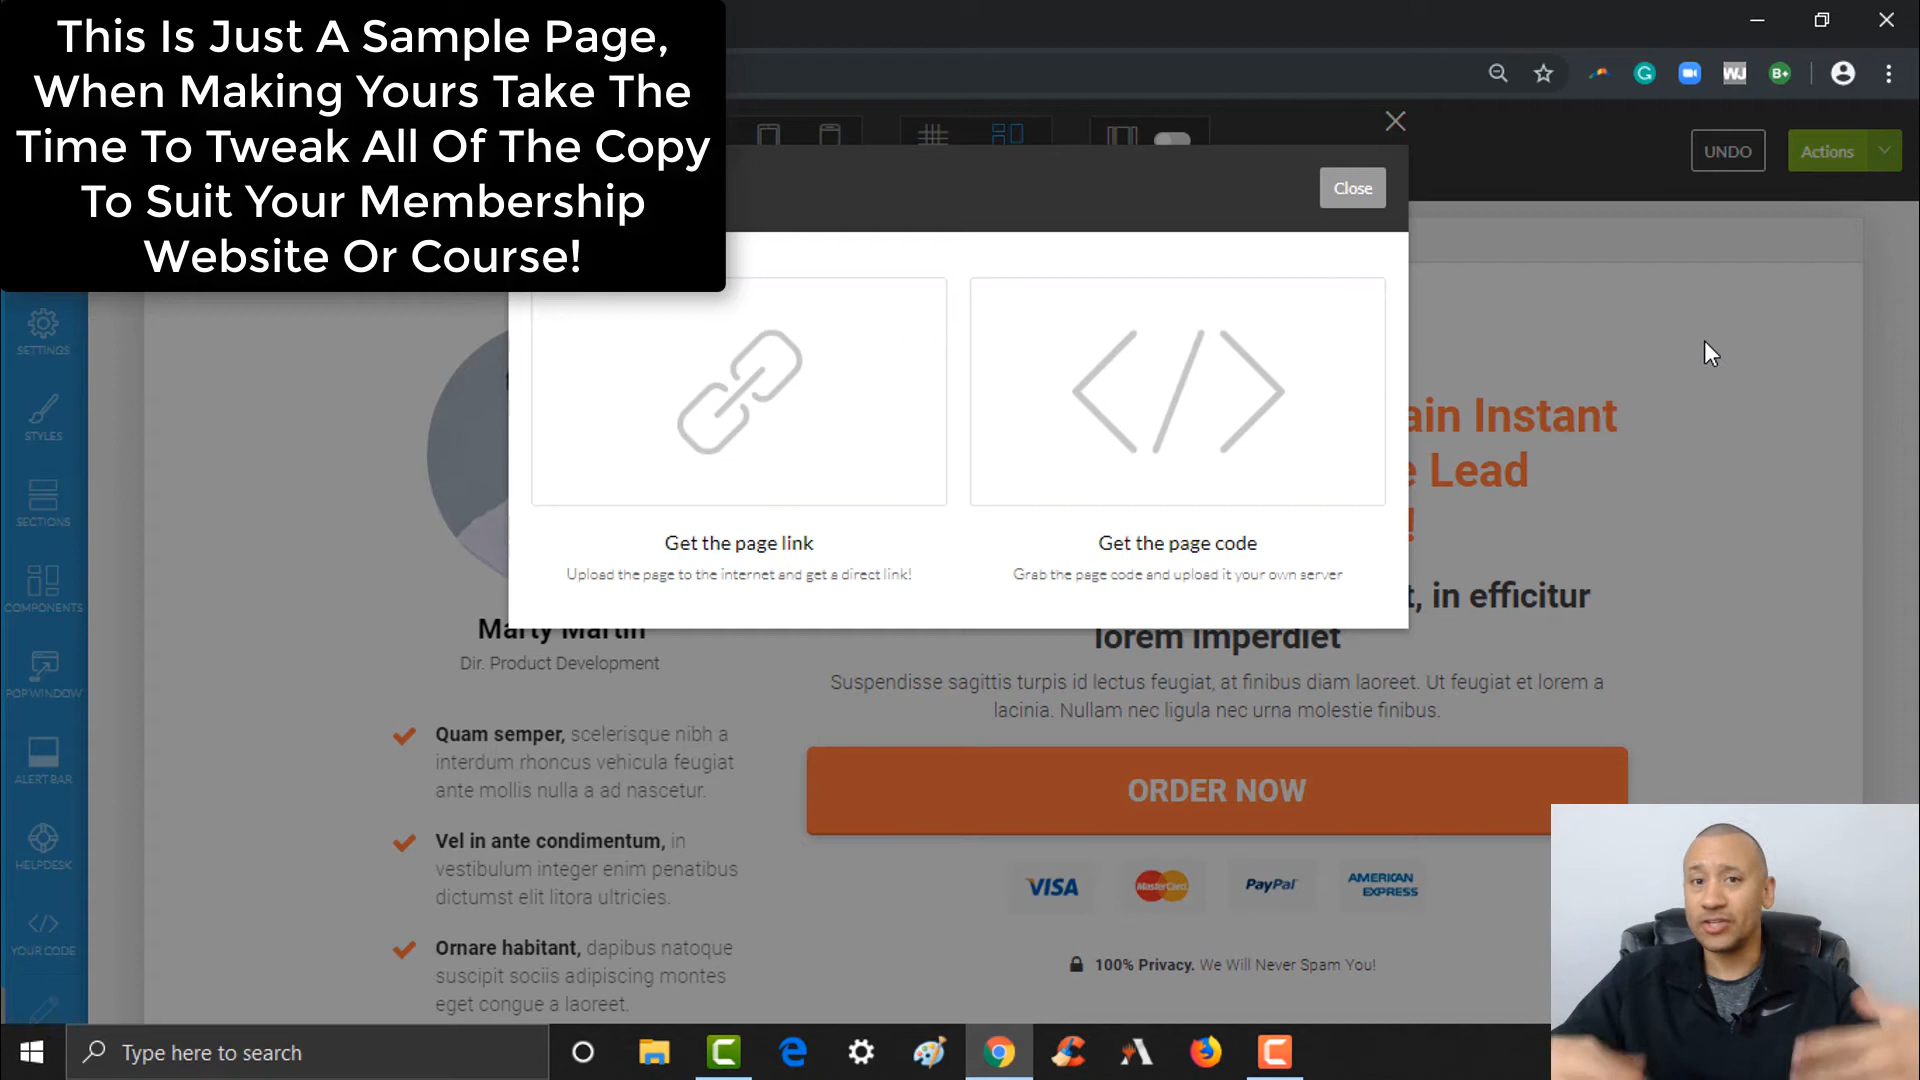 This Is Just A Sample Page,
When Making Yours Take The
Time To Tweak All Of The Copy
To Suit Your Membership
Website Or Course!
WJ
B+
UNDO
Actions
Close
SETTINGS
STYLES
SECTIONS
COMPONENTS
POP WINDOW
ALERT BAR
HELPDESK
YOUR CODE
Get the page link
Upload the page to the internet and get a direct link!
Get the page code
Grab the page code and upload it your own server
ain Instant
Lead
!
Marty Martin
Dir. Product Development
Quam semper, scelerisque nibh a
interdum rhoncus vehicula feugiat
ante mollis nulla a ad nascetur.
Vel in ante condimentum, in
vestibulum integer enim penatibus
dictumst elit litora ultricies.
Ornare habitant, dapibus natoque
suscipit sociis adipiscing montes
eget congue a laoreet.
t, in efficitur
lorem imperdiet
Suspendisse sagittis turpis id lectus feugiat, at finibus diam laoreet. Ut feugiat et lorem a
lacinia. Nullam nec ligula nec urna molestie finibus.
ORDER NOW
VISA
MasterCard
PayPal
AMERICAN
EXPRESS
100% Privacy. We Will Never Spam You!
Type here to search